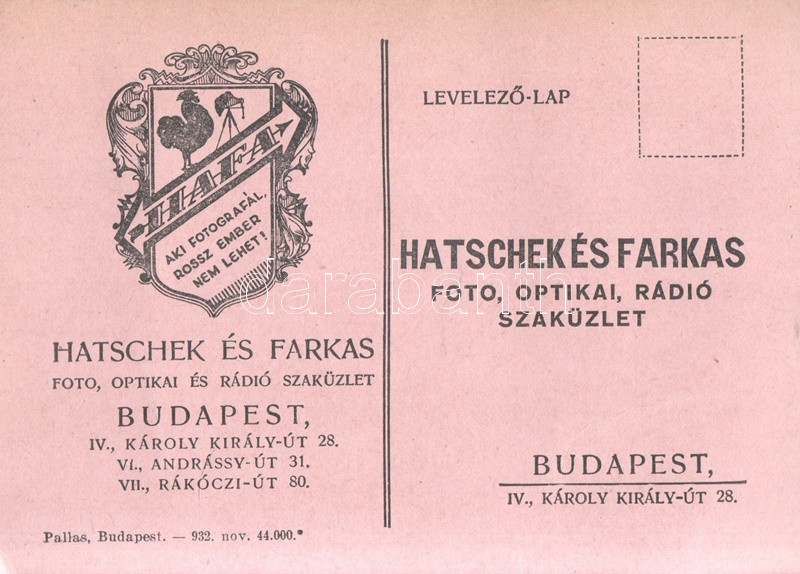 HAFA
AKI FOTOGRAFÁL,
ROSSZ EMBER
NEM LEHET!
HATSCHEK ÉS FARKAS
FOTO, OPTIKAI ÉS RÁDIÓ SZAKÜZLET
BUDAPEST,
IV., KÁROLY KIRÁLY-ÚT 28.
VI., ANDRÁSSY-ÚT 31.
VII., RÁKÓCZI-ÚT 80.
Pallas, Budapest. — 932. nov. 44.000.*
LEVELEZŐ-LAP
HATSCHEK ÉS FARKAS
FOTO, OPTIKAI, RÁDIÓ
SZAKÜZLET
BUDAPEST,
IV., KÁROLY KIRÁLY-ÚT 28.
darabanth